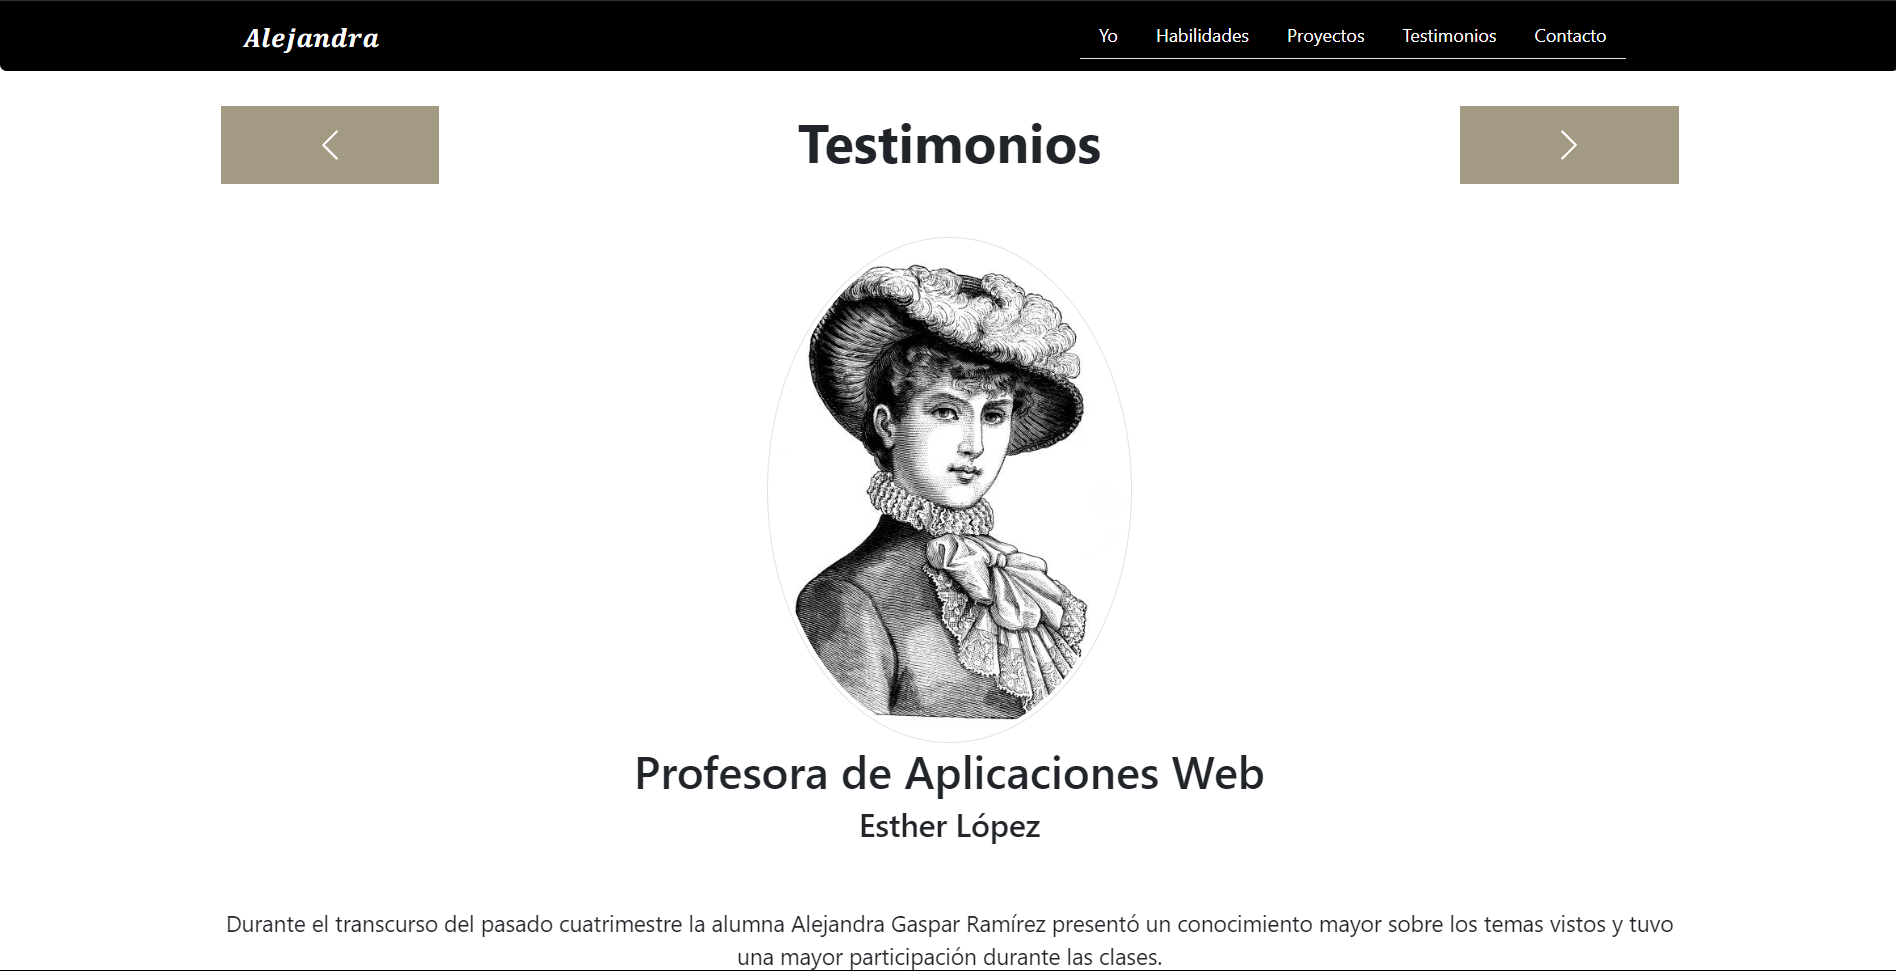 Alejandra
Yo Habilidades Proyectos Testimonios Contacto
Testimonios
Profesora de Aplicaciones Web
Esther López
Durante el transcurso del pasado cuatrimestre la alumna Alejandra Gaspar Ramírez presentó un conocimiento mayor sobre los temas vistos y tuvo
una mayor participación durante las clases.